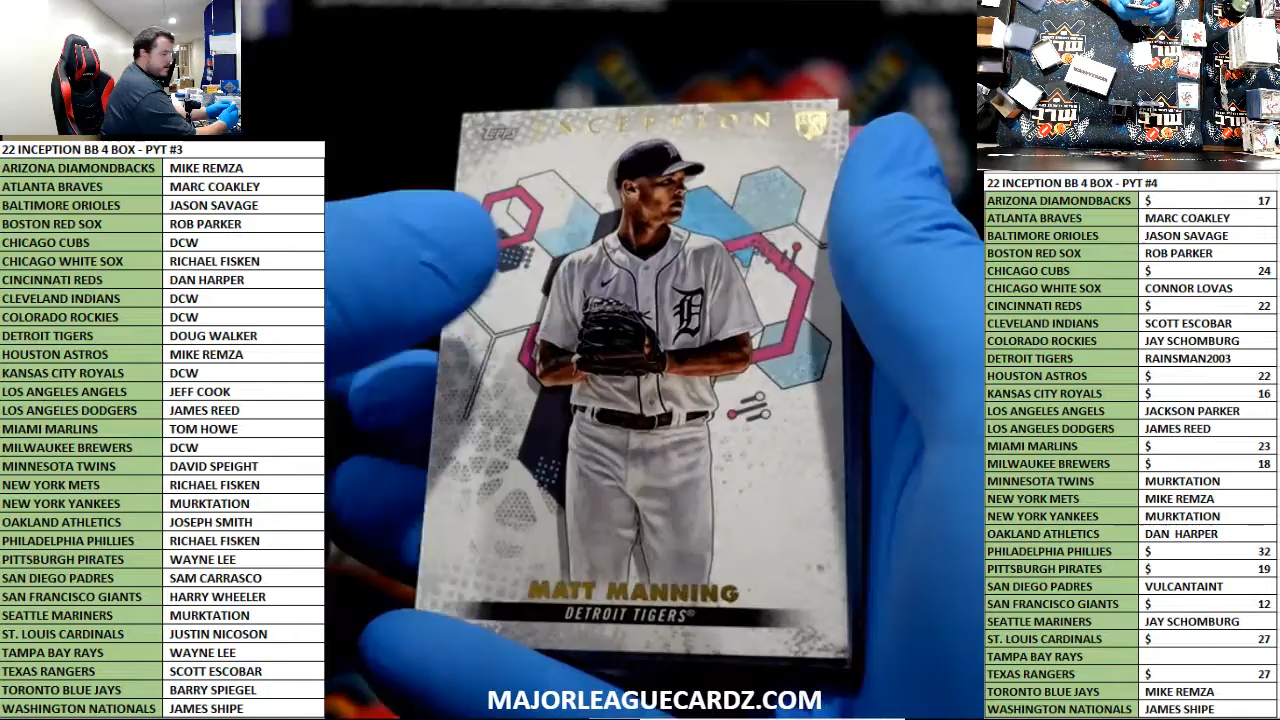 22 INCEPTION BB 4 BOX - PYT #3
ARIZONA DIAMONDBACKS MIKE REMZA
ATLANTA BRAVES MARC COAKLEY
BALTIMORE ORIOLES JASON SAVAGE
BOSTON RED SOX ROB PARKER
CHICAGO CUBS DCW
CHICAGO WHITE SOX RICHAEL FISKEN
CINCINNATI REDS DAN HARPER
CLEVELAND INDIANS DCW
COLORADO ROCKIES DCW
DETROIT TIGERS DOUG WALKER
HOUSTON ASTROS MIKE REMZA
KANSAS CITY ROYALS DCW
LOS ANGELES ANGELS JEFF COOK
LOS ANGELES DODGERS JAMES REED
MIAMI MARLINS TOM HOWE
MILWAUKEE BREWERS DCW
MINNESOTA TWINS DAVID SPEIGHT
NEW YORK METS RICHAEL FISKEN
NEW YORK YANKEES MURKTATION
OAKLAND ATHLETICS JOSEPH SMITH
PHILADELPHIA PHILLIES RICHAEL FISKEN
PITTSBURGH PIRATES WAYNE LEE
SAN DIEGO PADRES SAM CARRASCO
SAN FRANCISCO GIANTS HARRY WHEELER
SEATTLE MARINERS MURKTATION
ST. LOUIS CARDINALS JUSTIN NICOSON
TAMPA BAY RAYS WAYNE LEE
TEXAS RANGERS SCOTT ESCOBAR
TORONTO BLUE JAYS BARRY SPIEGEL
WASHINGTON NATIONALS JAMES SHIPE
TOPPS INCEPTION
D
MATT MANNING
DETROIT TIGERS®
MAJORLEAGUECARDZ.COM
22 INCEPTION BB 4 BOX - PYT #4
ARIZONA DIAMONDBACKS $ 17
ATLANTA BRAVES MARC COAKLEY
BALTIMORE ORIOLES JASON SAVAGE
BOSTON RED SOX ROB PARKER
CHICAGO CUBS $ 24
CHICAGO WHITE SOX CONNOR LOVAS
CINCINNATI REDS $ 22
CLEVELAND INDIANS SCOTT ESCOBAR
COLORADO ROCKIES JAY SCHOMBURG
DETROIT TIGERS RAINSMAN2003
HOUSTON ASTROS $ 22
KANSAS CITY ROYALS $ 16
LOS ANGELES ANGELS JACKSON PARKER
LOS ANGELES DODGERS JAMES REED
MIAMI MARLINS $ 23
MILWAUKEE BREWERS $ 18
MINNESOTA TWINS MURKTATION
NEW YORK METS MIKE REMZA
NEW YORK YANKEES MURKTATION
OAKLAND ATHLETICS DAN HARPER
PHILADELPHIA PHILLIES $ 32
PITTSBURGH PIRATES $ 19
SAN DIEGO PADRES VULCANTAINT
SAN FRANCISCO GIANTS $ 12
SEATTLE MARINERS JAY SCHOMBURG
ST. LOUIS CARDINALS $ 27
TAMPA BAY RAYS
TEXAS RANGERS $ 27
TORONTO BLUE JAYS MIKE REMZA
WASHINGTON NATIONALS JAMES SHIPE